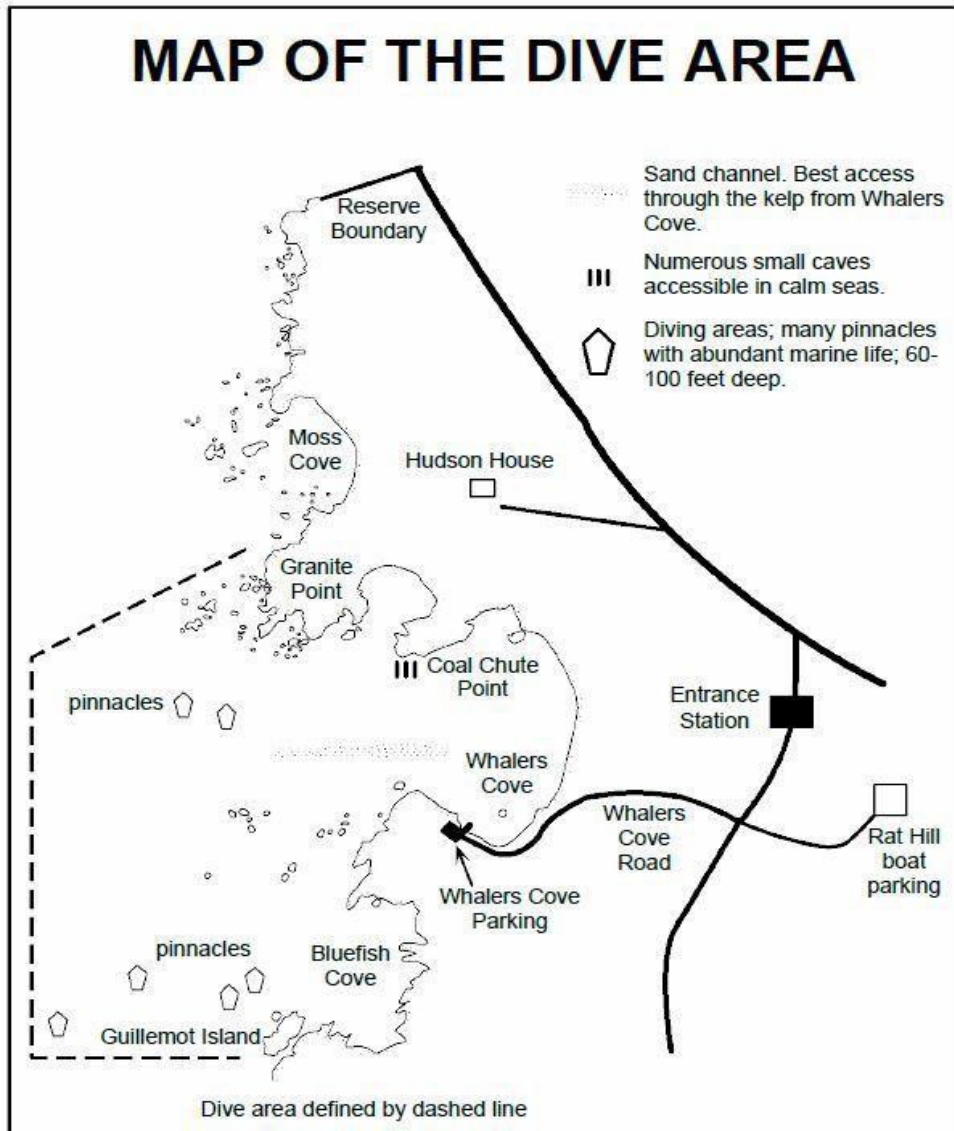 MAP OF THE DIVE AREA
Sand channel. Best access
through the kelp from Whalers
Cove.
Reserve
Boundary
Numerous small caves
accessible in calm seas.
Diving areas; many pinnacles
with abundant marine life; 60-
100 feet deep.
Moss
Cove
Hudson House
Granite
Point
Coal Chute
Point
pinnacles
Entrance
Station
Whalers
Cove
Whalers
Cove
Road
Rat Hill
boat
parking
Whalers Cove
Parking
pinnacles
Bluefish
Cove
Guillemot Island
Dive area defined by dashed line